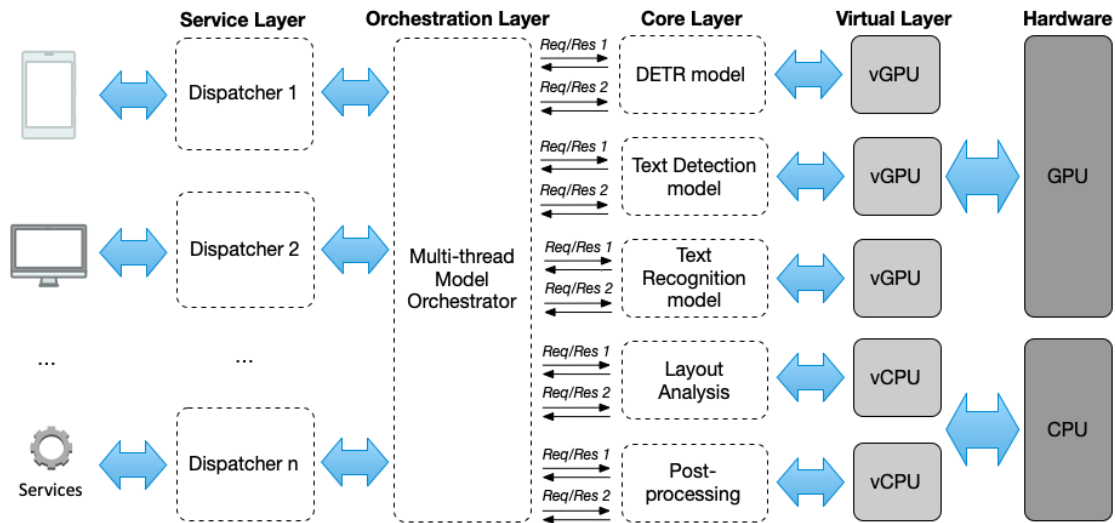 Service Layer
Orchestration Layer
Core Layer
Virtual Layer
Hardware
Dispatcher 1
Req/Res 1
Req/Res 2
DETR model
vGPU
Req/Res 1
Req/Res 2
Text Detection
model
vGPU
GPU
Dispatcher 2
Multi-thread
Model
Orchestrator
Req/Res 1
Req/Res 2
Text
Recognition
model
vGPU
...
...
Req/Res 1
Req/Res 2
Layout
Analysis
vCPU
CPU
Services
Dispatcher n
Req/Res 1
Req/Res 2
Post-
processing
vCPU